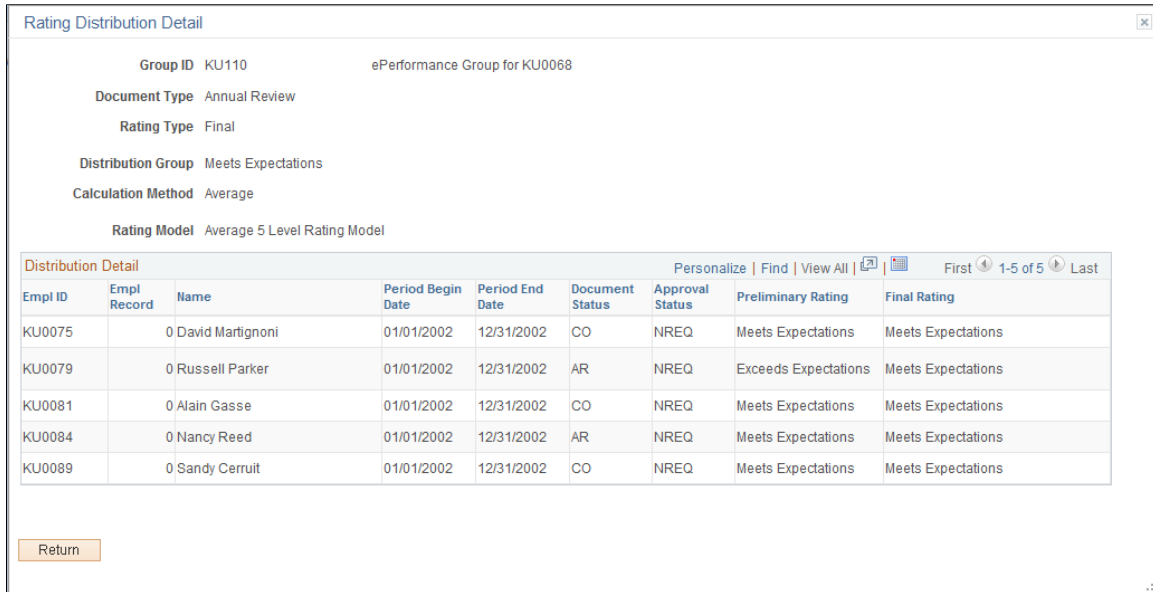 Rating Distribution Detail
Group ID KU110 ePerformance Group for KU0068
Document Type Annual Review
Rating Type Final
Distribution Group Meets Expectations
Calculation Method Average
Rating Model Average 5 Level Rating Model
Distribution Detail Personalize | Find | View All | | First 1-5 of 5 Last
Empl ID Empl Record Name Period Begin Date Period End Date Document Status Approval Status Preliminary Rating Final Rating
KU0075 0 David Martignoni 01/01/2002 12/31/2002 CO NREQ Meets Expectations Meets Expectations
KU0079 0 Russell Parker 01/01/2002 12/31/2002 AR NREQ Exceeds Expectations Meets Expectations
KU0081 0 Alain Gasse 01/01/2002 12/31/2002 CO NREQ Meets Expectations Meets Expectations
KU0084 0 Nancy Reed 01/01/2002 12/31/2002 AR NREQ Meets Expectations Meets Expectations
KU0089 0 Sandy Cerruit 01/01/2002 12/31/2002 CO NREQ Meets Expectations Meets Expectations
Return